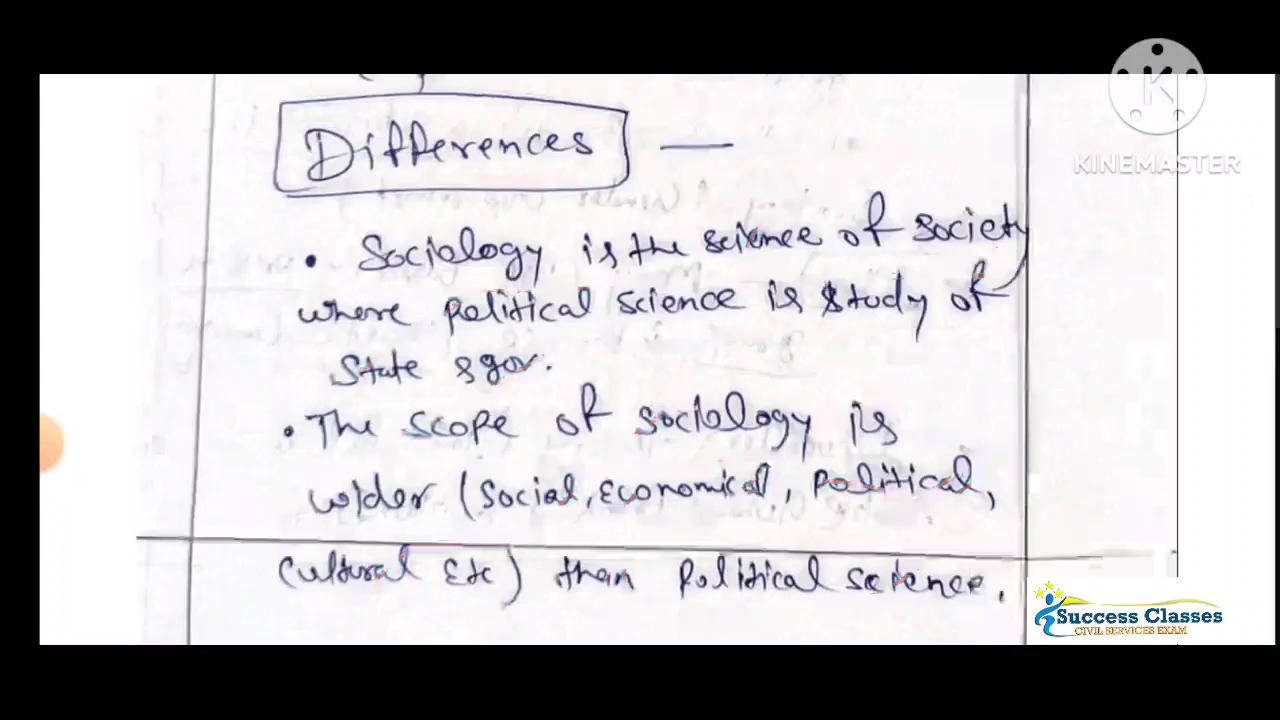 KINEMASTER
Differences —
• Sociology is the science of society
where political science is study of
State & gov.
• The scope of sociology is
wider (Social, Economical, Political,
Cultural Etc) than Political science.
Success Classes
CIVIL SERVICES EXAM